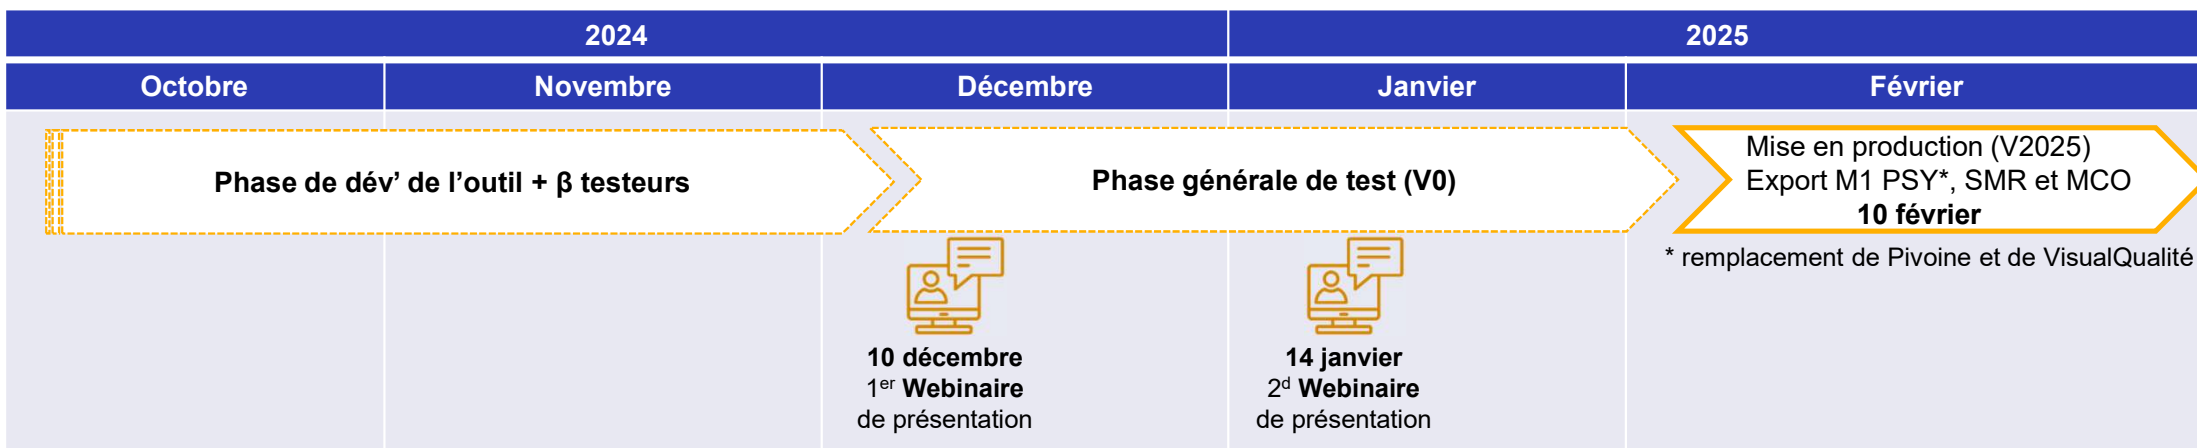 2024
2025
Octobre
Novembre
Décembre
Janvier
Février
Phase de dév’ de l’outil + β testeurs
Phase générale de test (V0)
Mise en production (V2025)
Export M1 PSY*, SMR et MCO
10 février
* remplacement de Pivoine et de VisualQualité
10 décembre
1er Webinaire
de présentation
14 janvier
2d Webinaire
de présentation